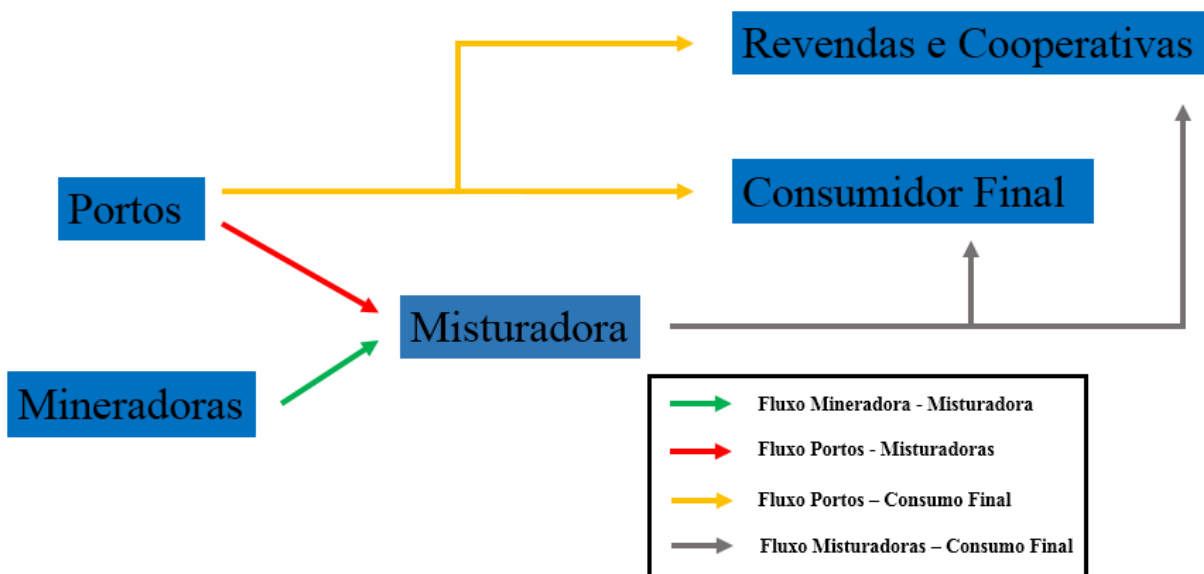 Revendas e Cooperativas
Consumidor Final
Portos
Misturadora
Mineradoras
Fluxo Mineradora - Misturadora
Fluxo Portos - Misturadoras
Fluxo Portos – Consumo Final
Fluxo Misturadoras – Consumo Final